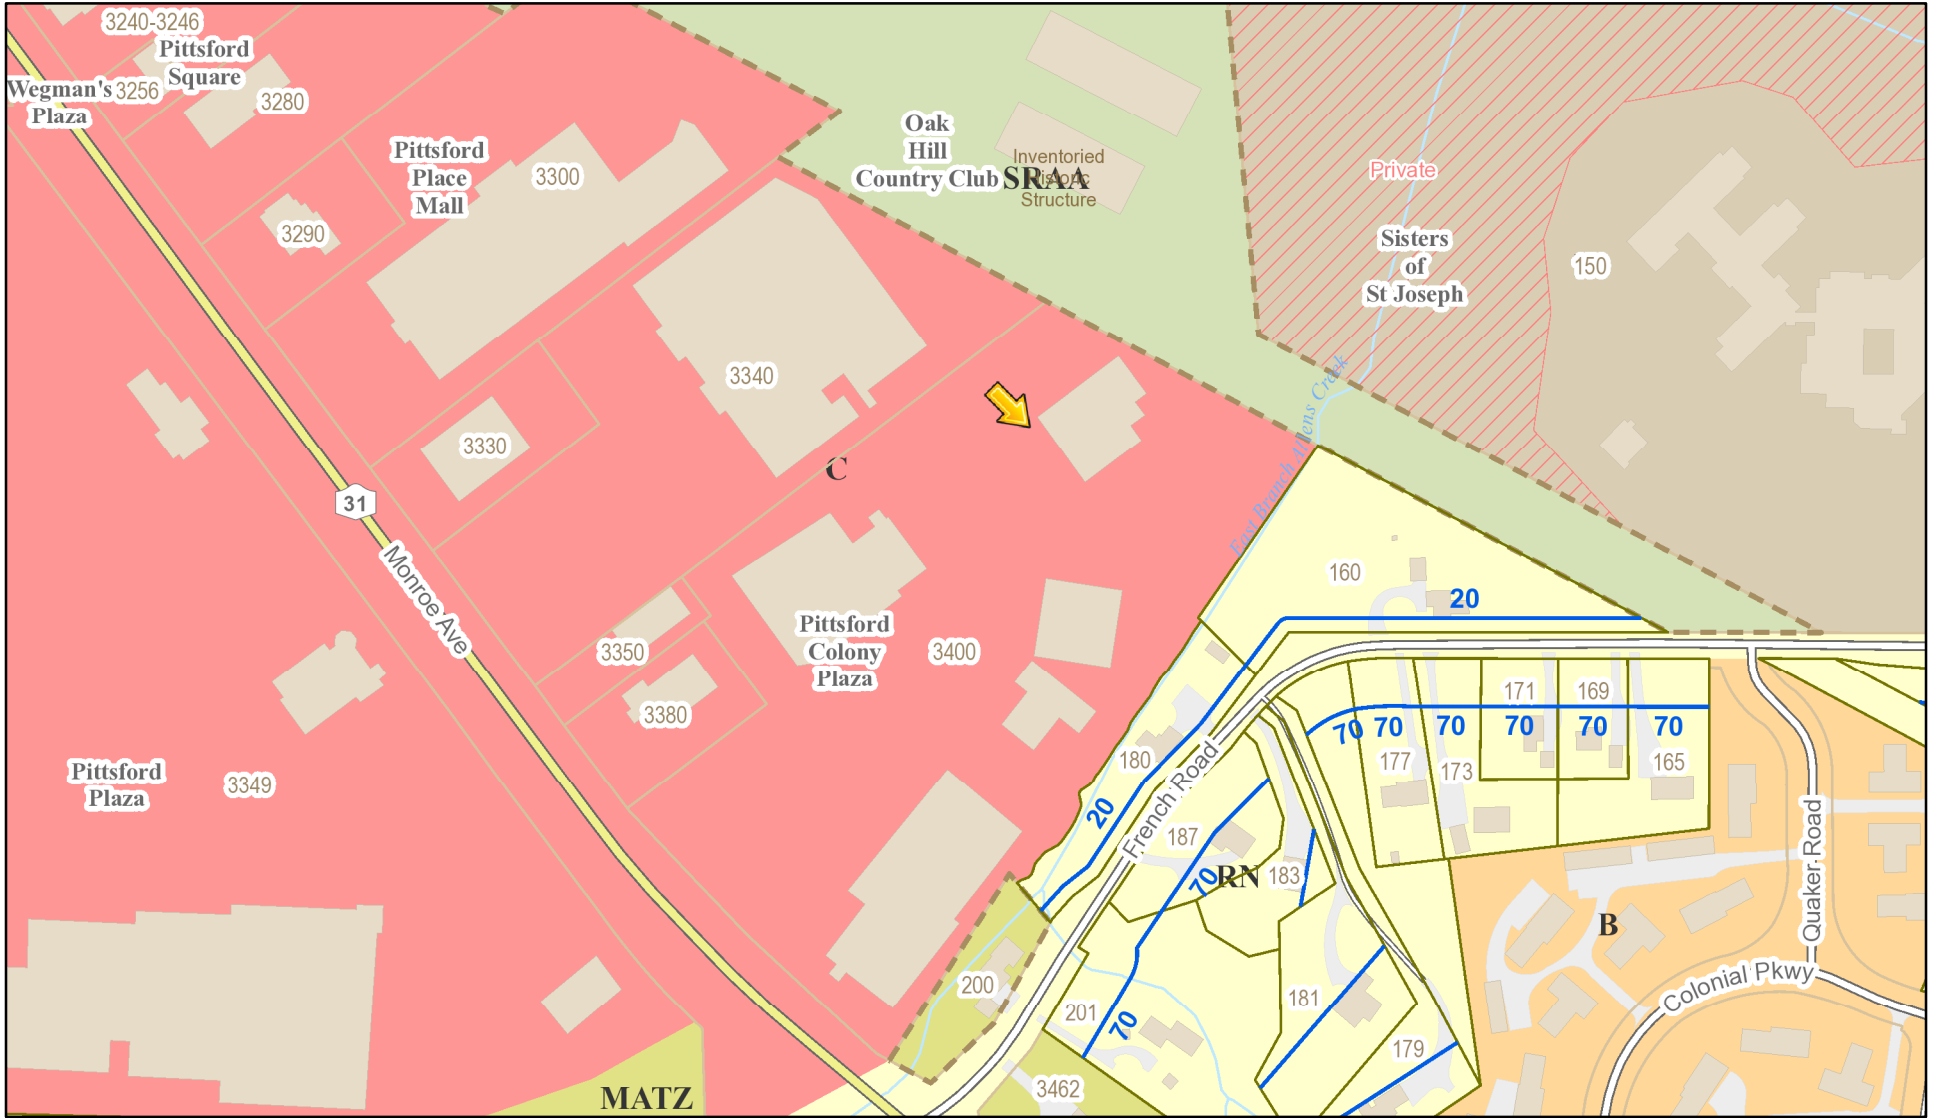 3240-3246
Pittsford
Square
Wegman's
Plaza
3256
3280
Pittsford
Place
Mall
3300
3290
Oak
Hill
Country Club
Inventoried
Historic
Structure
SRAA
Private
Sisters
of
St Joseph
150
3340
3330
C
31
Monroe Ave
East Branch Allens Creek
160
20
Pittsford
Colony
Plaza
3350
3400
3380
Pittsford
Plaza
3349
180
20
French Road
171
169
70
70
70
70
70
70
177
173
165
187
70
RN
183
Quaker Road
B
Colonial Pkwy
200
201
70
181
179
3462
MATZ